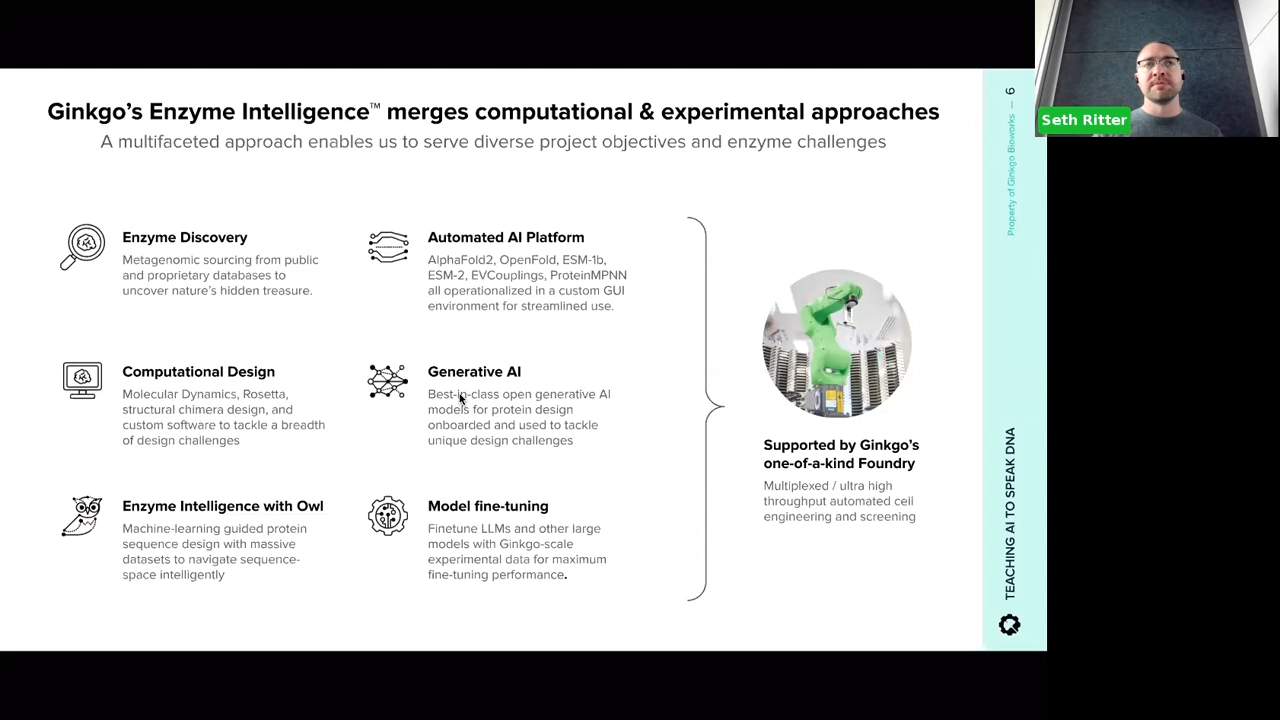 Ginkgo's Enzyme Intelligence™ merges computational & experimental approaches
A multifaceted approach enables us to serve diverse project objectives and enzyme challenges
Enzyme Discovery
Metagenomic sourcing from public
and proprietary databases to
uncover nature's hidden treasure.
Automated AI Platform
AlphaFold2, OpenFold, ESM-1b,
ESM-2, EVCouplings, ProteinMPNN
all operationalized in a custom GUI
environment for streamlined use.
Computational Design
Molecular Dynamics, Rosetta,
structural chimera design, and
custom software to tackle a breadth
of design challenges
Generative AI
Best-in-class open generative AI
models for protein design
onboarded and used to tackle
unique design challenges
Enzyme Intelligence with Owl
Machine-learning guided protein
sequence design with massive
datasets to navigate sequence-
space intelligently
Model fine-tuning
Finetune LLMs and other large
models with Ginkgo-scale
experimental data for maximum
fine-tuning performance.
Supported by Ginkgo's
one-of-a-kind Foundry
Multiplexed / ultra high
throughput automated cell
engineering and screening
Property of Ginkgo Bioworks — 6
TEACHING AI TO SPEAK DNA
Seth Ritter